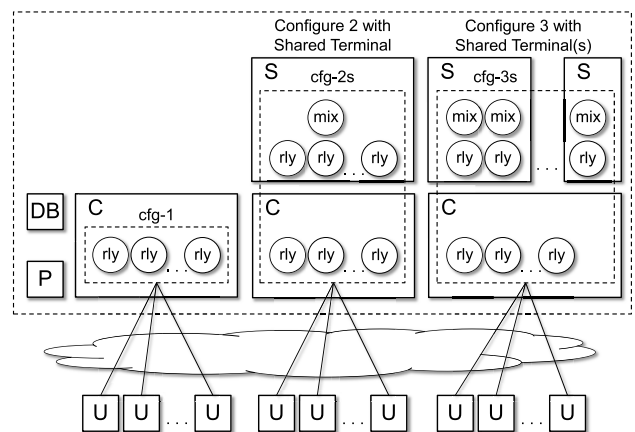 Configure 2 with
Shared Terminal
Configure 3 with
Shared Terminal(s)
S
cfg-2s
S
cfg-3s
S
mix
mix
mix
mix
rly
rly
...
rly
rly
rly
...
rly
DB
C
cfg-1
C
C
P
rly
rly
...
rly
rly
rly
...
rly
rly
rly
...
rly
U
U
...
U
U
U
...
U
U
U
...
U